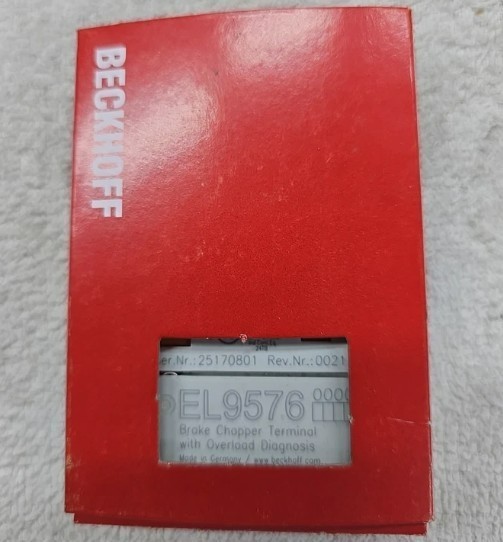 BECKHOFF
er.Nr.:25170801 Rev.Nr.:0021
EL9576
Brake Chopper Terminal
with Overload Diagnosis
Made in Germany / www.beckhoff.com